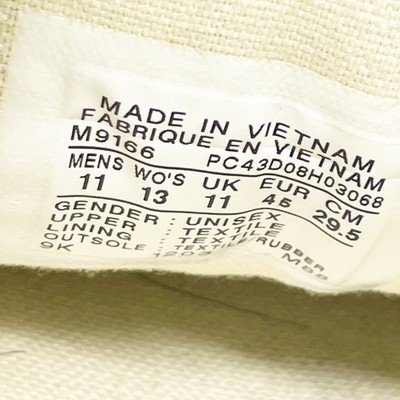 MADE IN VIETNAM
FABRIQUE EN VIETNAM
M9166 PC43D08H03068
MENS WO'S UK EUR CM
11 13 11 45 29.5
GENDER : UNISEX
UPPER : TEXTILE
LINING : TEXTILE
OUTSOLE : TEXTILE/RUBBER
9K